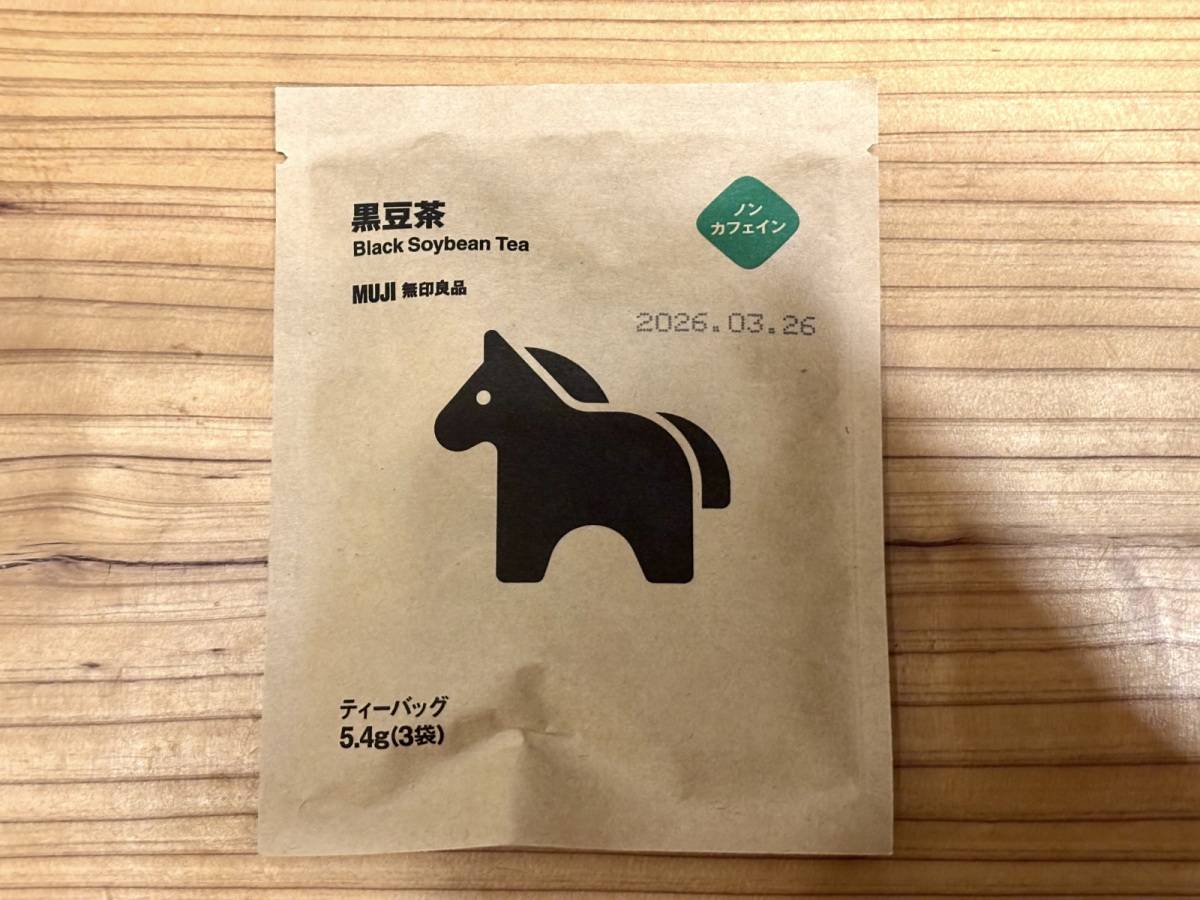 黒豆茶
Black Soybean Tea
MUJI 無印良品
ノン
カフェイン
2026.03.26
ティーバッグ
5.4g(3袋)